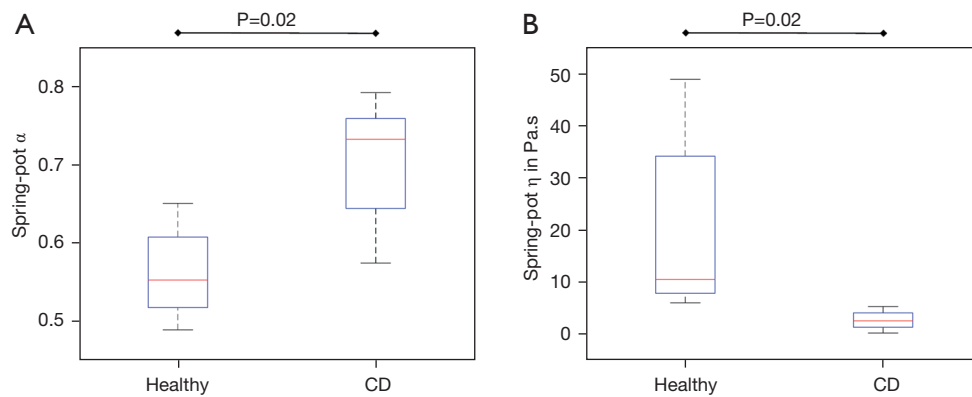 A
P=0.02
Spring-pot α
0.8
0.7
0.6
0.5
Healthy
CD
B
P=0.02
Spring-pot η in Pa.s
50
40
30
20
10
0
Healthy
CD